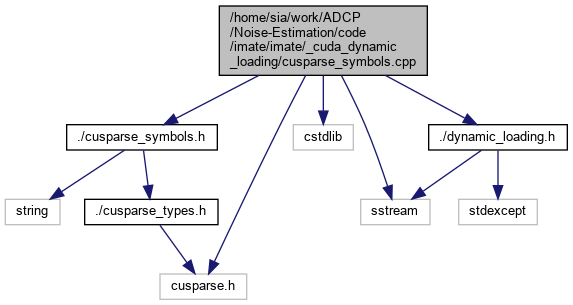 /home/sia/work/ADCP
/Noise-Estimation/code
/imate/imate/_cuda_dynamic
_loading/cusparse_symbols.cpp
./cusparse_symbols.h
cstdlib
./dynamic_loading.h
string
./cusparse_types.h
sstream
stdexcept
cusparse.h